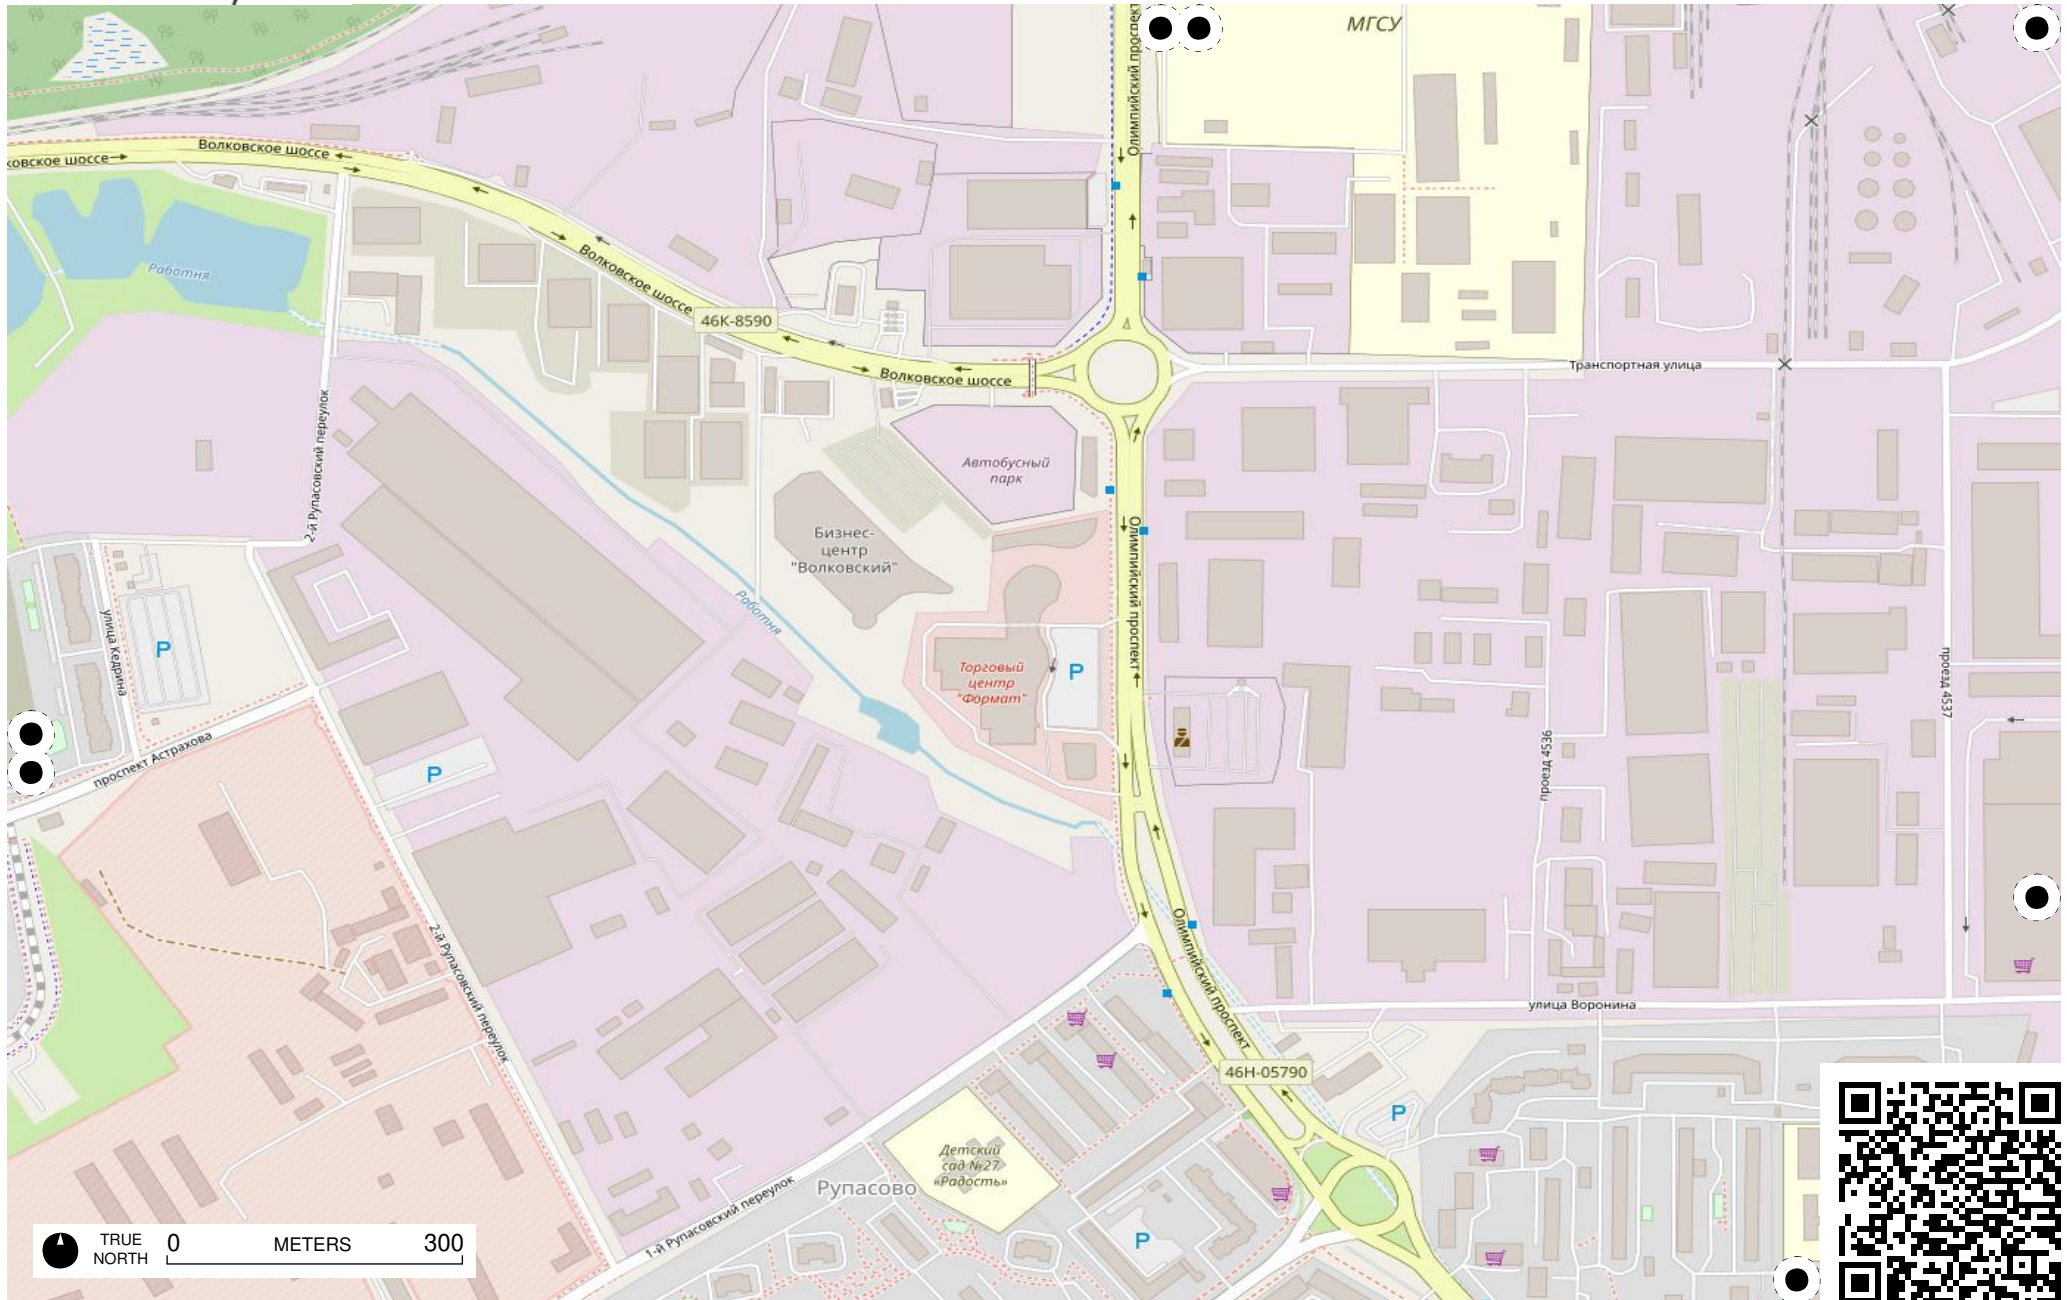 МГСУ
Олимпийский проспект
Волковское шоссе
ковское шоссе
Волковское шоссе
Работня
46К-8590
Волковское шоссе
Транспортная улица
2-й Рупасовский переулок
Автобусный
парк
Бизнес-
центр
"Волковский"
Олимпийский проспект
Работня
улица Кедрина
P
Торговый
центр
"Формат"
P
проезд 4537
проезд 4536
проспект Астрахова
P
2-й Рупасовский переулок
Олимпийский проспект
улица Воронина
46Н-05790
P
Детский
сад №27
«Радость»
Рупасово
1-й Рупасовский переулок
P
TRUE
NORTH
0 METERS 300